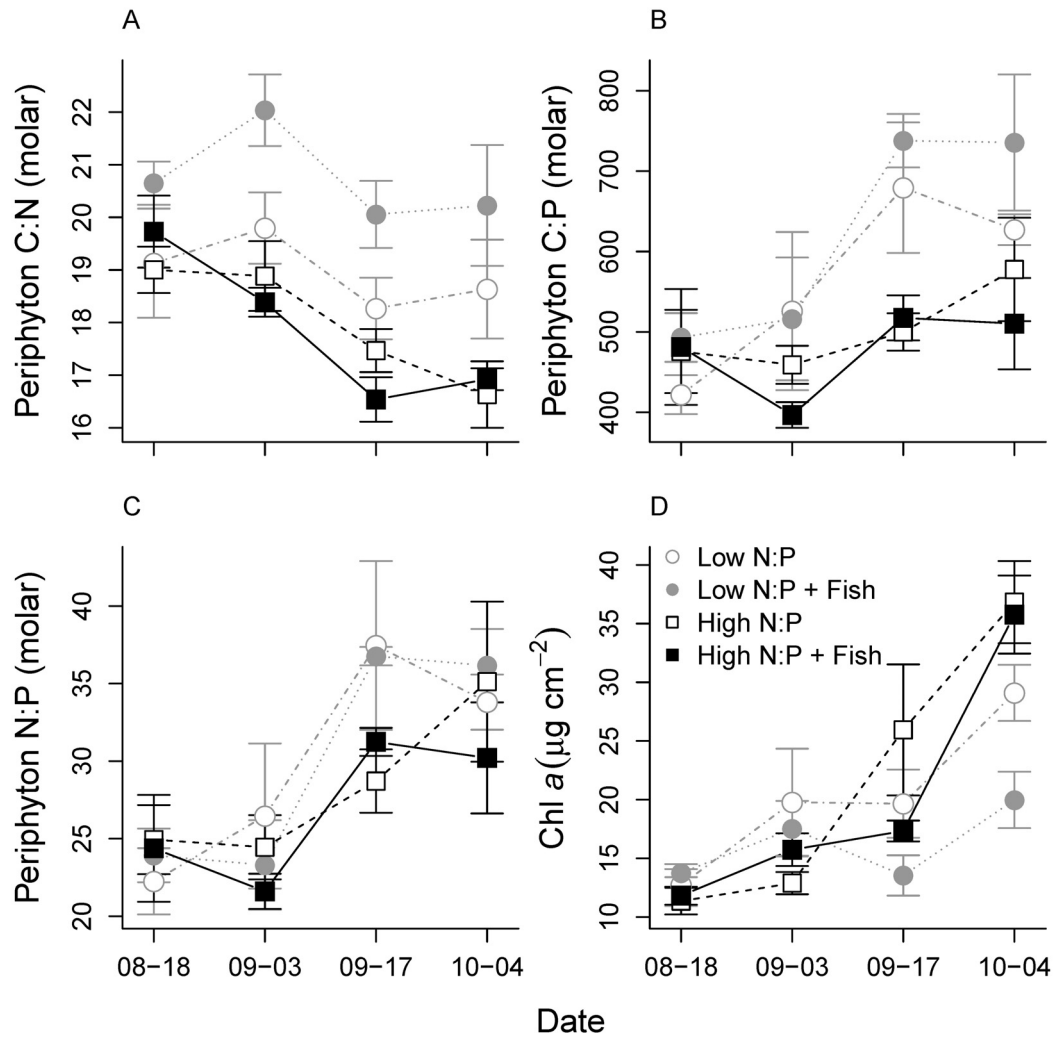 A
Periphyton C:N (molar)
22
21
20
19
18
17
16
B
Periphyton C:P (molar)
800
700
600
500
400
C
Periphyton N:P (molar)
40
35
30
25
20
08−18 09−03 09−17 10−04
D
Chl a (µg cm−2)
40
35
30
25
20
15
10
Low N:P
Low N:P + Fish
High N:P
High N:P + Fish
08−18 09−03 09−17 10−04
Date